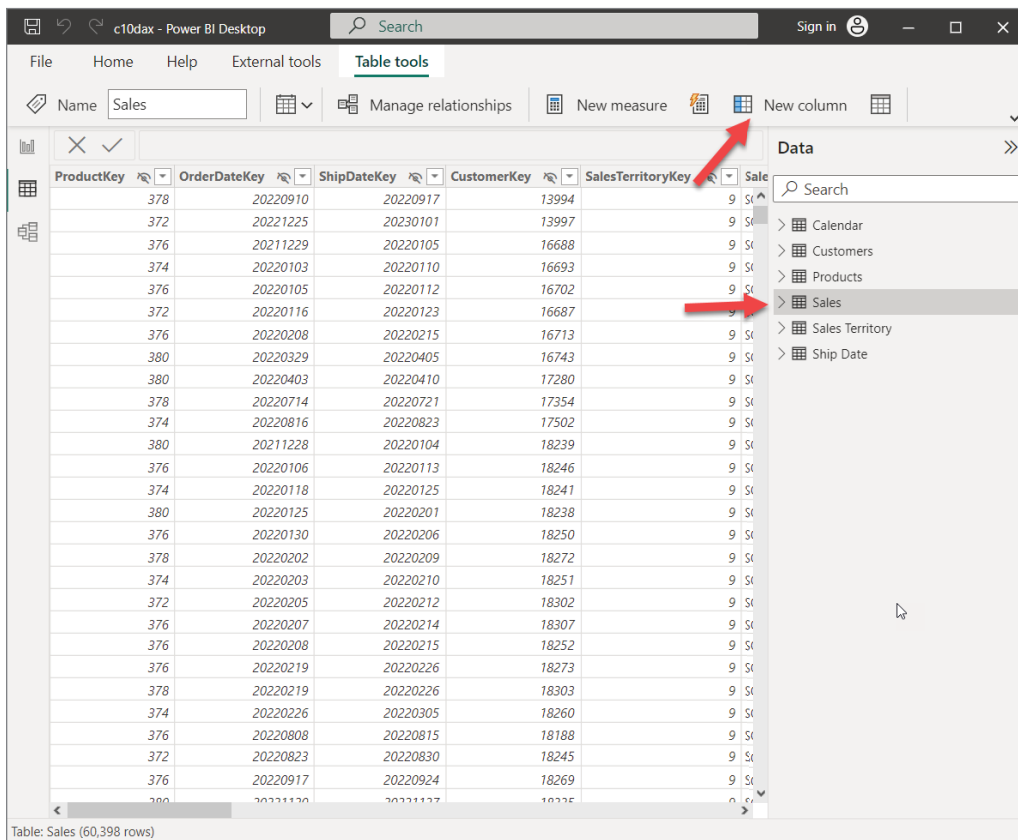 c10dax - Power BI Desktop Search Sign in
File Home Help External tools Table tools
Name Sales Manage relationships New measure New column
Data
ProductKey OrderDateKey ShipDateKey CustomerKey SalesTerritoryKey Sale
Search
378 20220910 20220917 13994 9
372 20221225 20230101 13997 9
376 20211229 20220105 16688 9
374 20220103 20220110 16693 9
376 20220105 20220112 16702 9
372 20220116 20220123 16687 9
376 20220208 20220215 16713 9
380 20220329 20220405 16743 9
380 20220403 20220410 17280 9
378 20220714 20220721 17354 9
374 20220816 20220823 17502 9
380 20211228 20220104 18239 9
376 20220106 20220113 18246 9
374 20220118 20220125 18241 9
380 20220125 20220201 18238 9
376 20220130 20220206 18250 9
378 20220202 20220209 18272 9
374 20220203 20220210 18251 9
372 20220205 20220212 18302 9
376 20220207 20220214 18307 9
376 20220208 20220215 18252 9
376 20220219 20220226 18273 9
378 20220219 20220226 18303 9
374 20220226 20220305 18260 9
376 20220808 20220815 18188 9
372 20220823 20220830 18245 9
376 20220917 20220924 18269 9
Calendar
Customers
Products
Sales
Sales Territory
Ship Date
Table: Sales (60,398 rows)